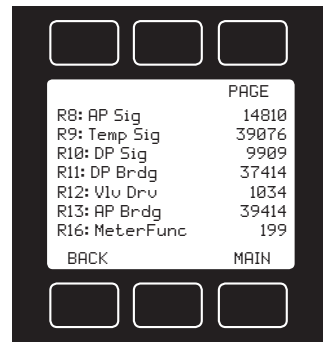 PAGE
R8: AP Sig 14810
R9: Temp Sig 39076
R10: DP Sig 9909
R11: DP Brdg 37414
R12: Vlv Drv 1034
R13: AP Brdg 39414
R16: MeterFunc 199
BACK MAIN